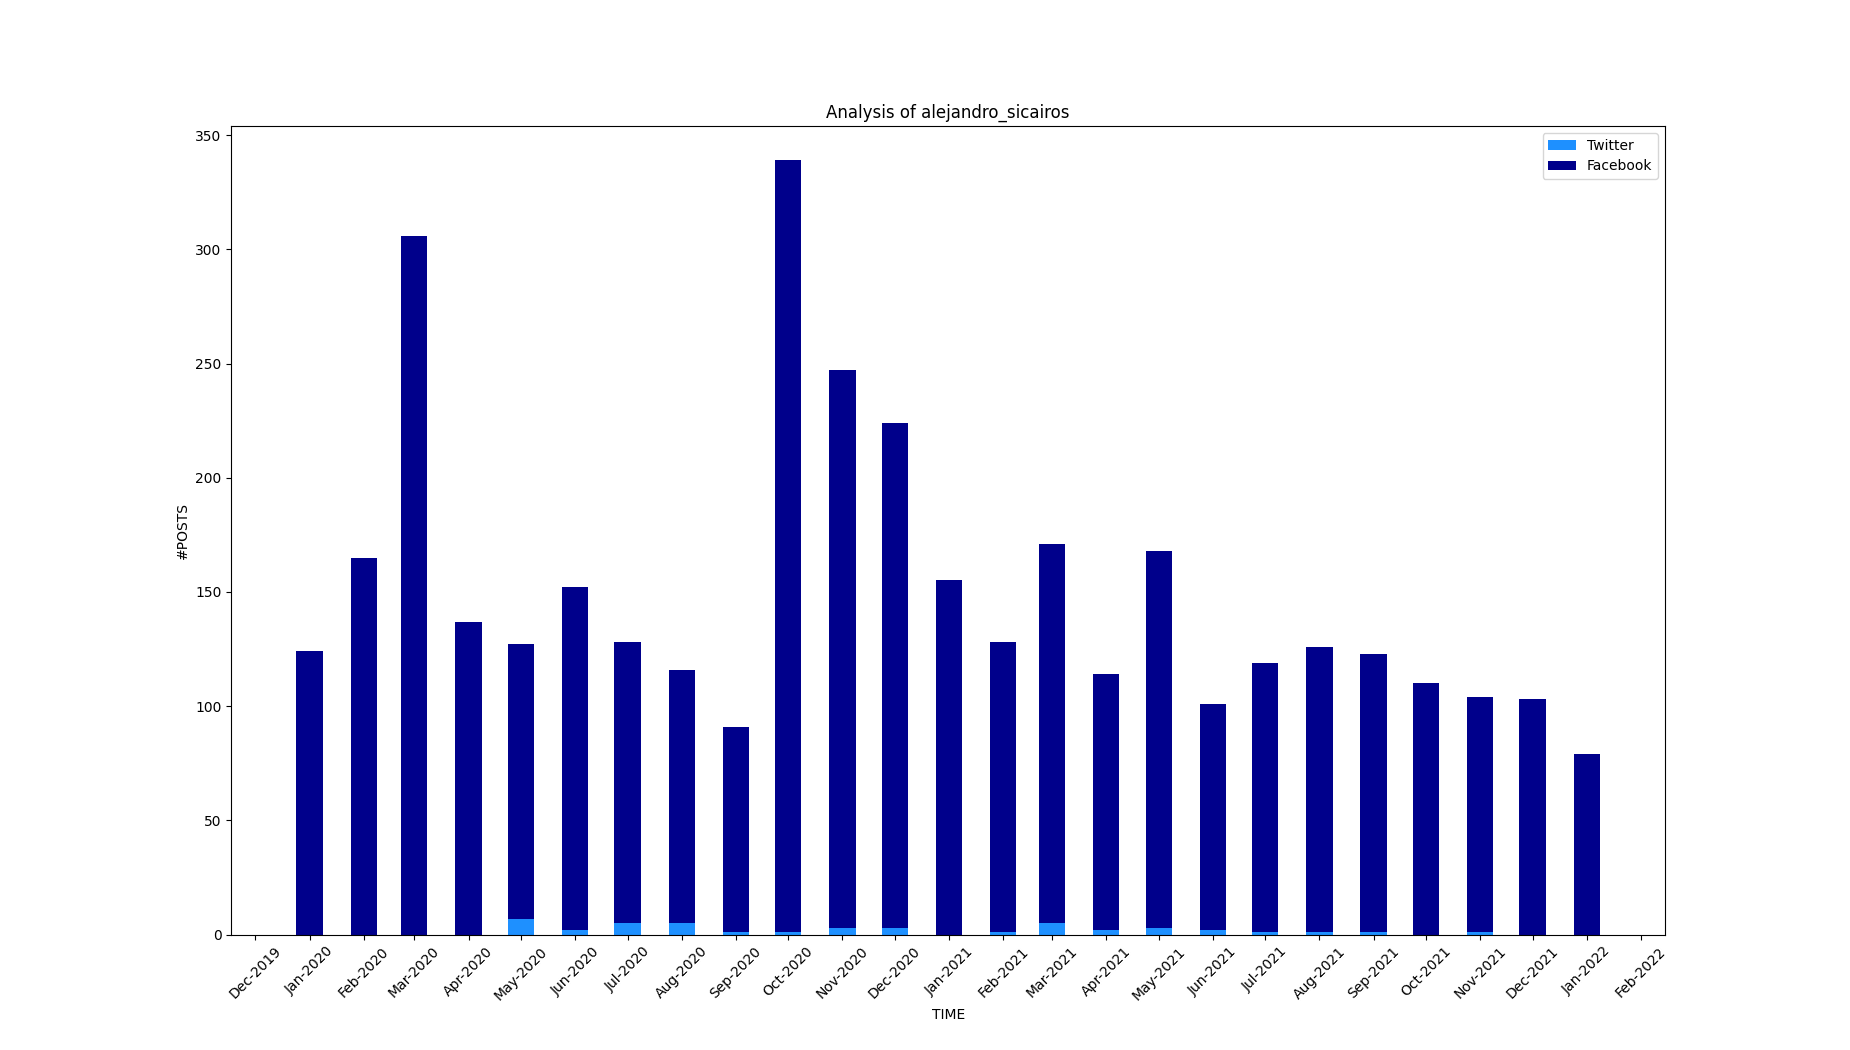 Analysis of alejandro_sicairos
Twitter
Facebook
350
300
250
200
150
100
50
0
#POSTS
Dec-2019
Jan-2020
Feb-2020
Mar-2020
Apr-2020
May-2020
Jun-2020
Jul-2020
Aug-2020
Sep-2020
Oct-2020
Nov-2020
Dec-2020
Jan-2021
Feb-2021
Mar-2021
Apr-2021
May-2021
Jun-2021
Jul-2021
Aug-2021
Sep-2021
Oct-2021
Nov-2021
Dec-2021
Jan-2022
Feb-2022
TIME